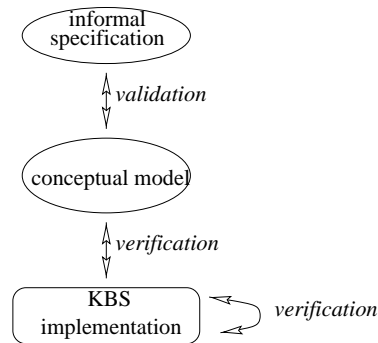 informal
specification
validation
conceptual model
verification
KBS
implementation
verification